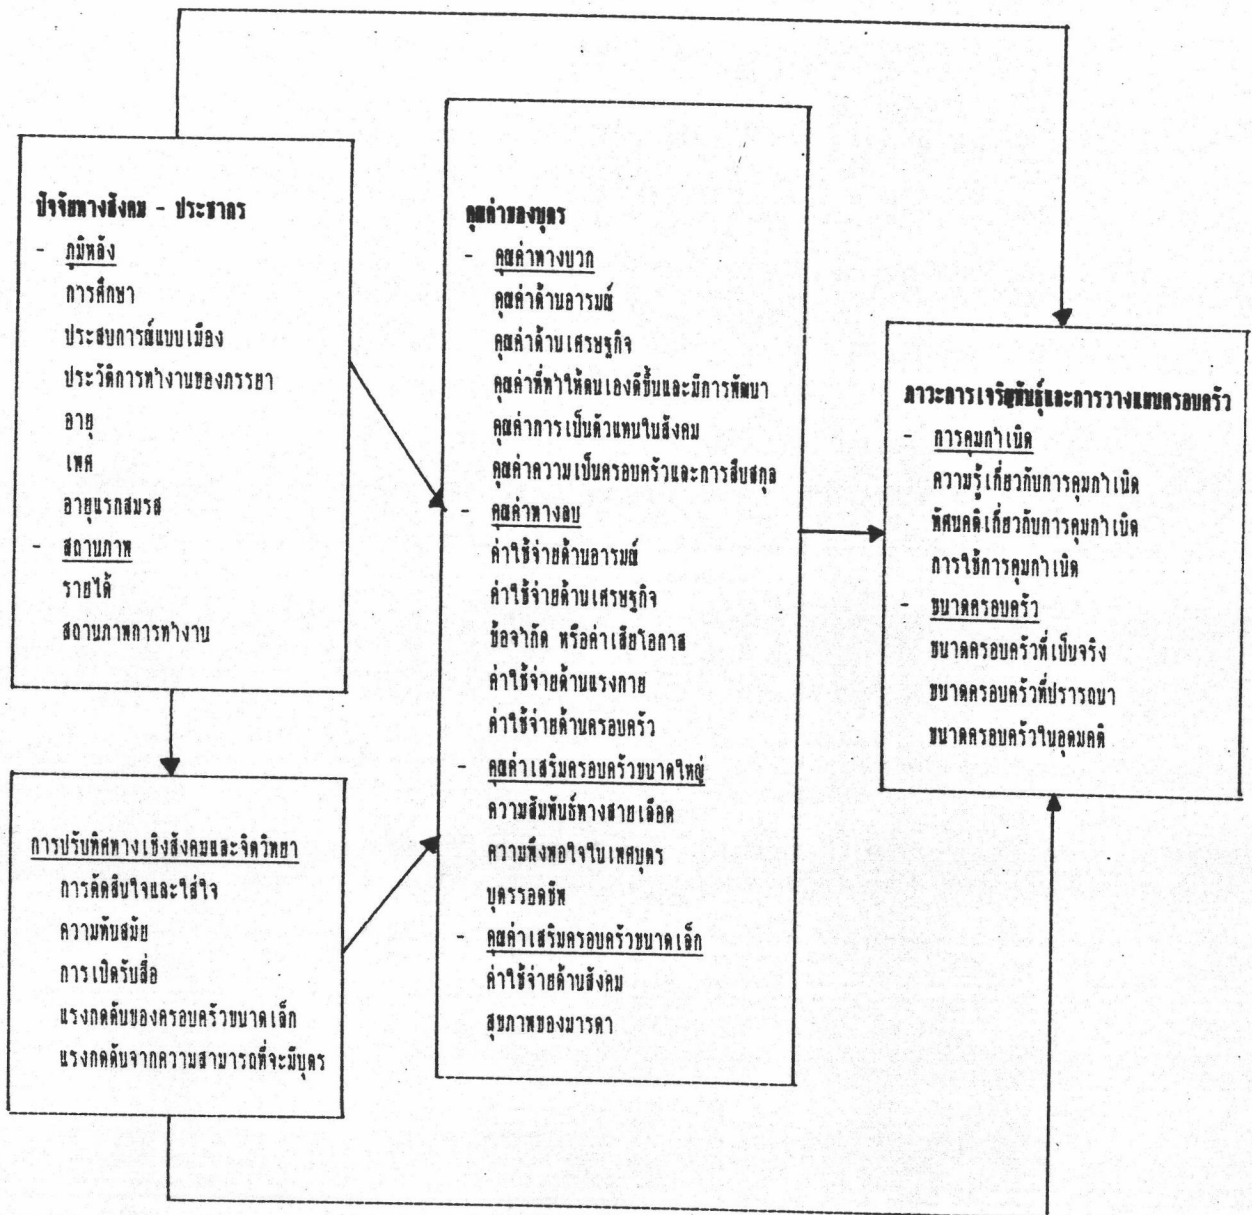 ปัจจัยทางสังคม - ประชากร
- ภูมิหลัง
การศึกษา
ประสบการณ์แบบเมือง
ประวัติการทำงานของภรรยา
อายุ
เพศ
อายุแรกสมรส
- สถานภาพ
รายได้
สถานภาพการทำงาน
การปรับทิศทางเชิงสังคมและจิตวิทยา
การตัดสินใจและใส่ใจ
ความทันสมัย
การเปิดรับสื่อ
แรงกดดันของครอบครัวขนาดเล็ก
แรงกดดันจากความสามารถที่จะมีบุตร
คุณค่าของบุตร
- คุณค่าทางบวก
คุณค่าด้านอารมณ์
คุณค่าด้านเศรษฐกิจ
คุณค่าที่ทำให้ตนเองดีขึ้นและมีการพัฒนา
คุณค่าการเป็นตัวแทนในสังคม
คุณค่าความเป็นครอบครัวและการสืบสกุล
- คุณค่าทางลบ
ค่าใช้จ่ายด้านอารมณ์
ค่าใช้จ่ายด้านเศรษฐกิจ
ข้อจำกัด หรือค่าเสียโอกาส
ค่าใช้จ่ายด้านแรงกาย
ค่าใช้จ่ายด้านครอบครัว
- คุณค่าเสริมครอบครัวขนาดใหญ่
ความสัมพันธ์ทางสายเลือด
ความพึงพอใจในเพศบุตร
บุตรรอดชีพ
- คุณค่าเสริมครอบครัวขนาดเล็ก
ค่าใช้จ่ายด้านสังคม
สุขภาพของมารดา
ภาวะการเจริญพันธุ์และการวางแผนครอบครัว
- การคุมกำเนิด
ความรู้เกี่ยวกับการคุมกำเนิด
ทัศนคติเกี่ยวกับการคุมกำเนิด
การใช้การคุมกำเนิด
- ขนาดครอบครัว
ขนาดครอบครัวที่เป็นจริง
ขนาดครอบครัวที่ปรารถนา
ขนาดครอบครัวในอุดมคติ